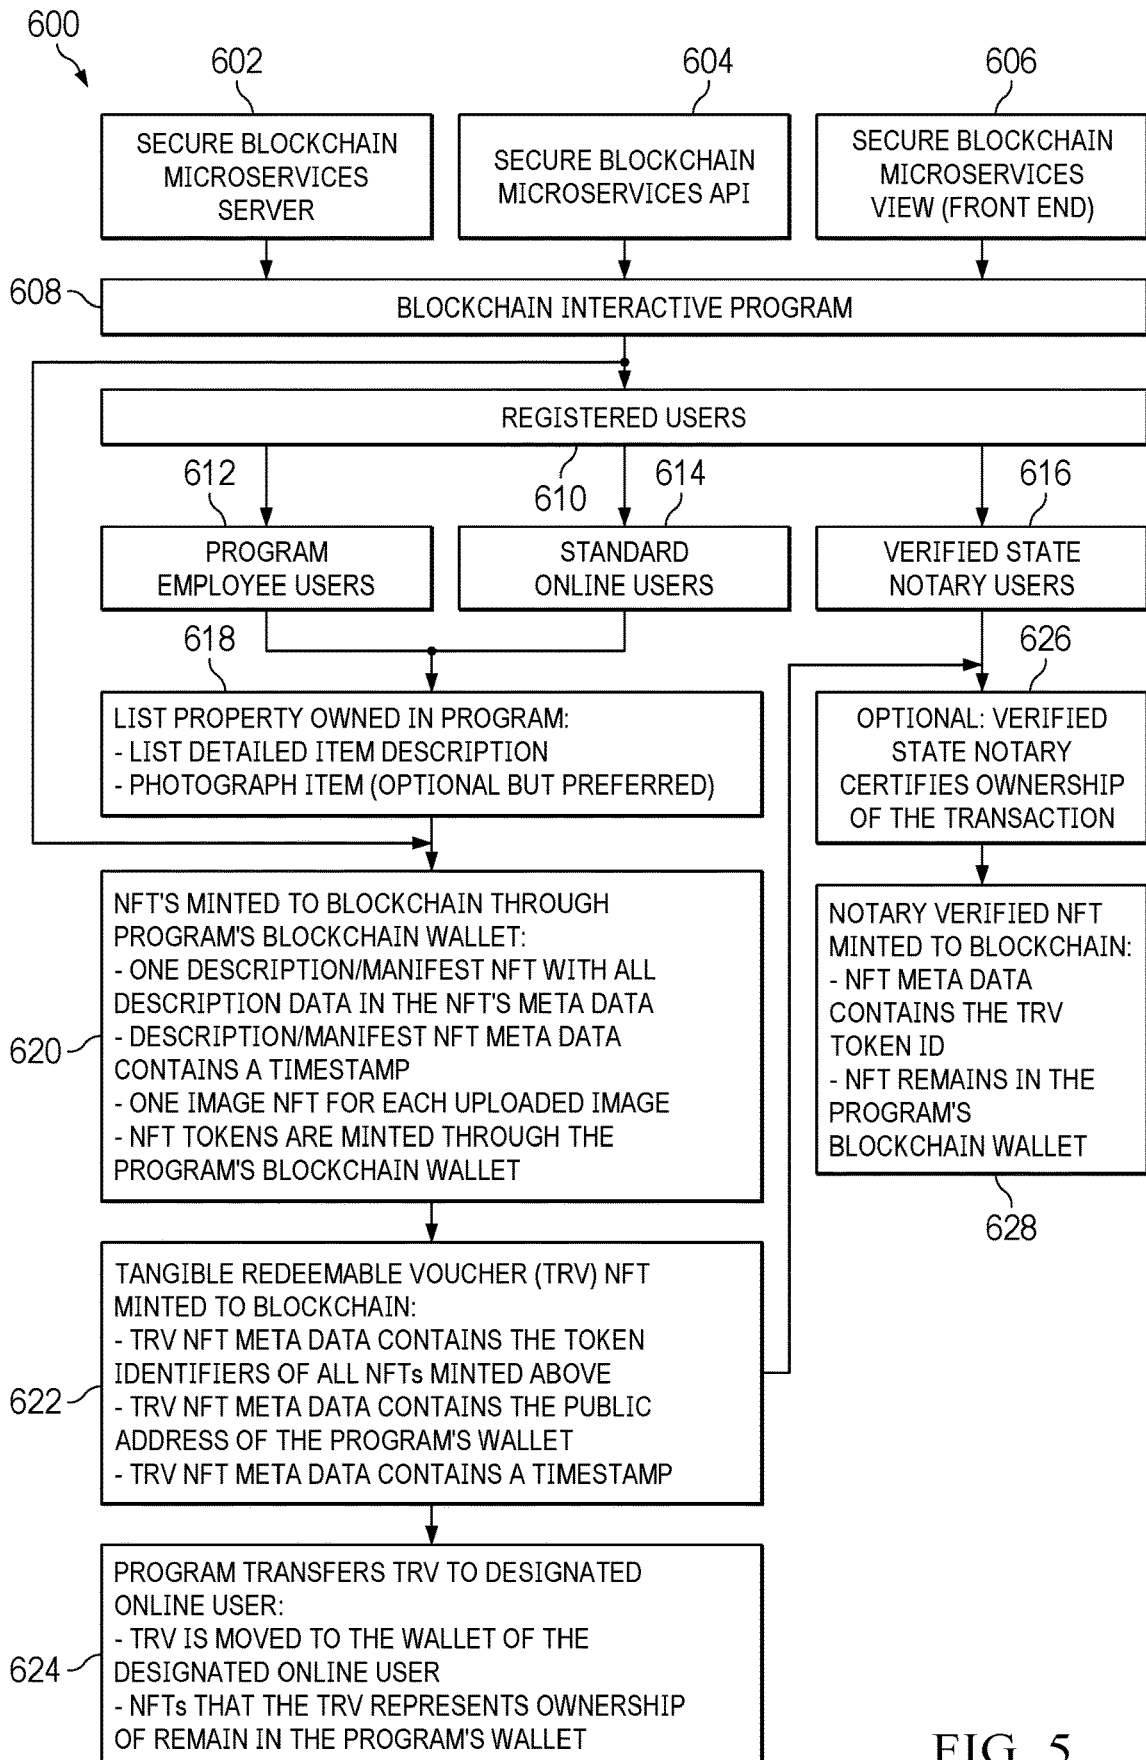 600
602
604
606
SECURE BLOCKCHAIN
MICROSERVICES
SERVER
SECURE BLOCKCHAIN
MICROSERVICES API
SECURE BLOCKCHAIN
MICROSERVICES
VIEW (FRONT END)
608
BLOCKCHAIN INTERACTIVE PROGRAM
REGISTERED USERS
610
612
614
616
PROGRAM
EMPLOYEE USERS
STANDARD
ONLINE USERS
VERIFIED STATE
NOTARY USERS
618
LIST PROPERTY OWNED IN PROGRAM:
- LIST DETAILED ITEM DESCRIPTION
- PHOTOGRAPH ITEM (OPTIONAL BUT PREFERRED)
626
OPTIONAL: VERIFIED
STATE NOTARY
CERTIFIES OWNERSHIP
OF THE TRANSACTION
620
NFT'S MINTED TO BLOCKCHAIN THROUGH
PROGRAM'S BLOCKCHAIN WALLET:
- ONE DESCRIPTION/MANIFEST NFT WITH ALL
DESCRIPTION DATA IN THE NFT'S META DATA
- DESCRIPTION/MANIFEST NFT META DATA
CONTAINS A TIMESTAMP
- ONE IMAGE NFT FOR EACH UPLOADED IMAGE
- NFT TOKENS ARE MINTED THROUGH THE
PROGRAM'S BLOCKCHAIN WALLET
NOTARY VERIFIED NFT
MINTED TO BLOCKCHAIN:
- NFT META DATA
CONTAINS THE TRV
TOKEN ID
- NFT REMAINS IN THE
PROGRAM'S
BLOCKCHAIN WALLET
628
622
TANGIBLE REDEEMABLE VOUCHER (TRV) NFT
MINTED TO BLOCKCHAIN:
- TRV NFT META DATA CONTAINS THE TOKEN
IDENTIFIERS OF ALL NFTs MINTED ABOVE
- TRV NFT META DATA CONTAINS THE PUBLIC
ADDRESS OF THE PROGRAM'S WALLET
- TRV NFT META DATA CONTAINS A TIMESTAMP
624
PROGRAM TRANSFERS TRV TO DESIGNATED
ONLINE USER:
- TRV IS MOVED TO THE WALLET OF THE
DESIGNATED ONLINE USER
- NFTs THAT THE TRV REPRESENTS OWNERSHIP
OF REMAIN IN THE PROGRAM'S WALLET
FIG. 5